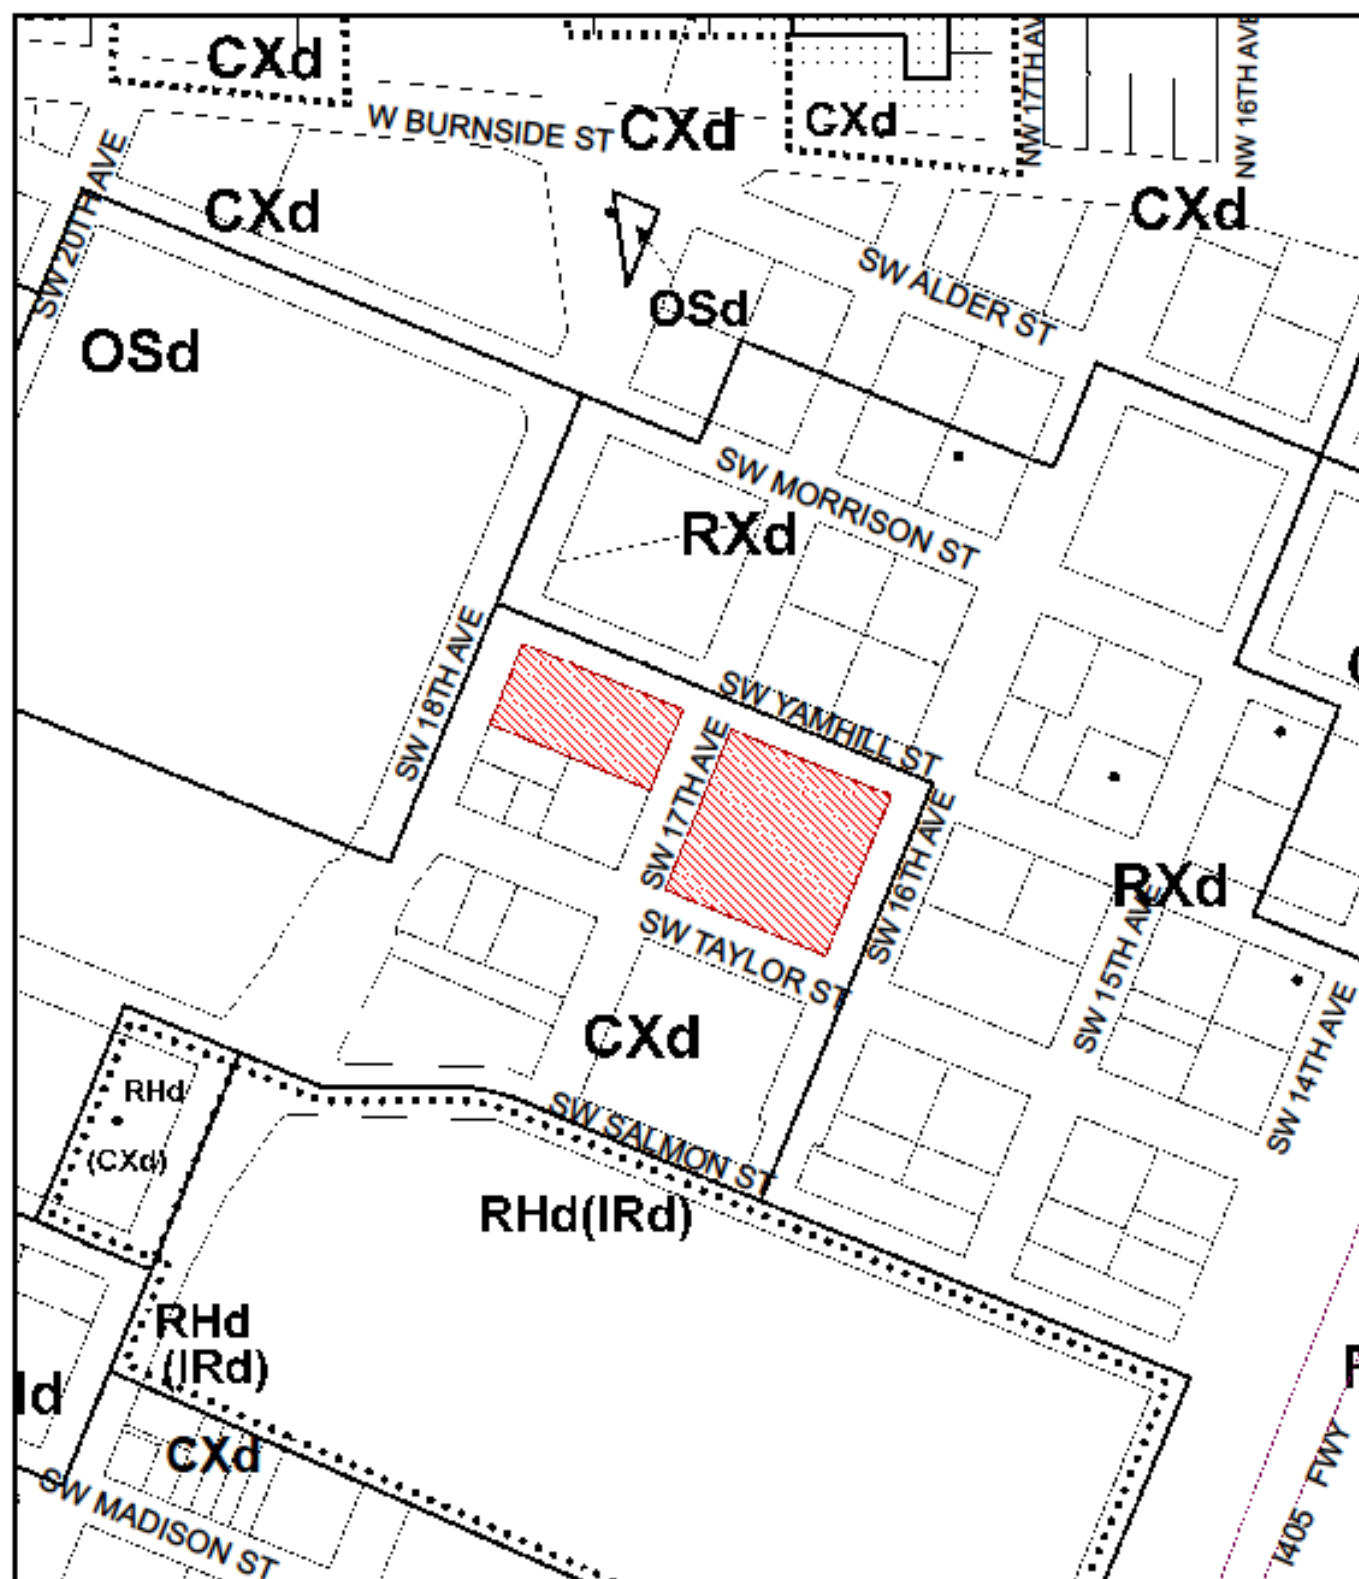 CXd
W BURNSIDE ST
CXd
CXd
NW 17TH AV
NW 16TH AVE
SW 20TH AVE
CXd
CXd
OSd
OSd
SW ALDER ST
SW MORRISON ST
RXd
SW 18TH AVE
SW YAMHILL ST
SW 17TH AVE
SW 16TH AVE
RXd
SW TAYLOR ST
SW 15TH AVE
SW 14TH AVE
CXd
RHd
(CXd)
SW SALMON ST
RHd(IRd)
RHd
(IRd)
CXd
SW MADISON ST
I405 FWY